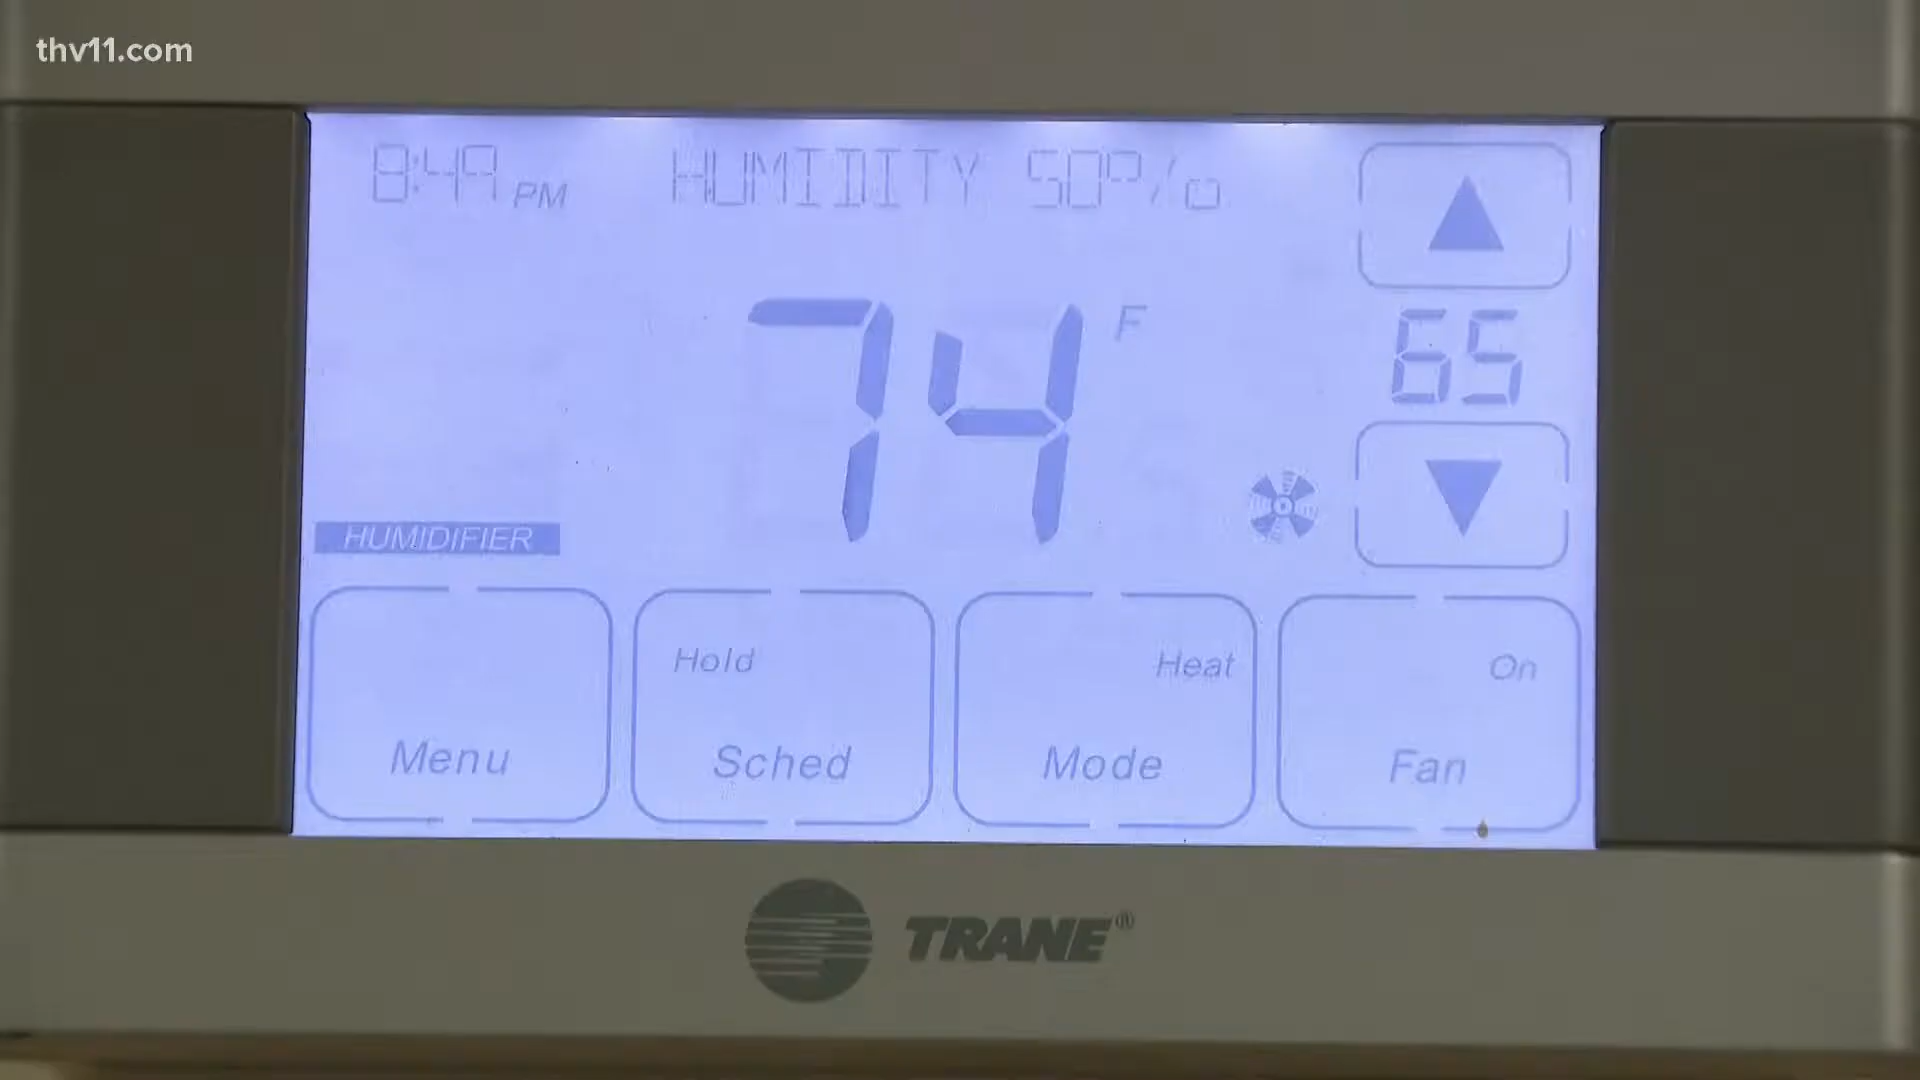 thv11.com
8:49 PM HUMIDITY 50%
74 F
65
HUMIDIFIER
Hold Heat On
Menu Sched Mode Fan
TRANE®